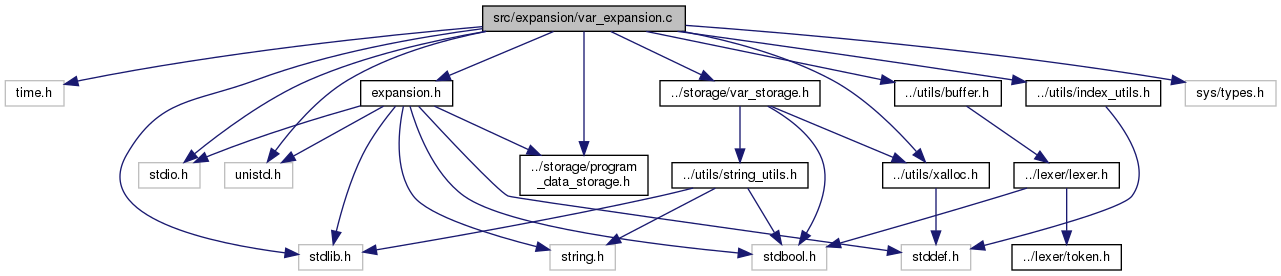 src/expansion/var_expansion.c
time.h
expansion.h
../storage/var_storage.h
../utils/buffer.h
../utils/index_utils.h
sys/types.h
stdio.h
unistd.h
../storage/program
_data_storage.h
../utils/string_utils.h
../utils/xalloc.h
../lexer/lexer.h
stdlib.h
string.h
stdbool.h
stddef.h
../lexer/token.h